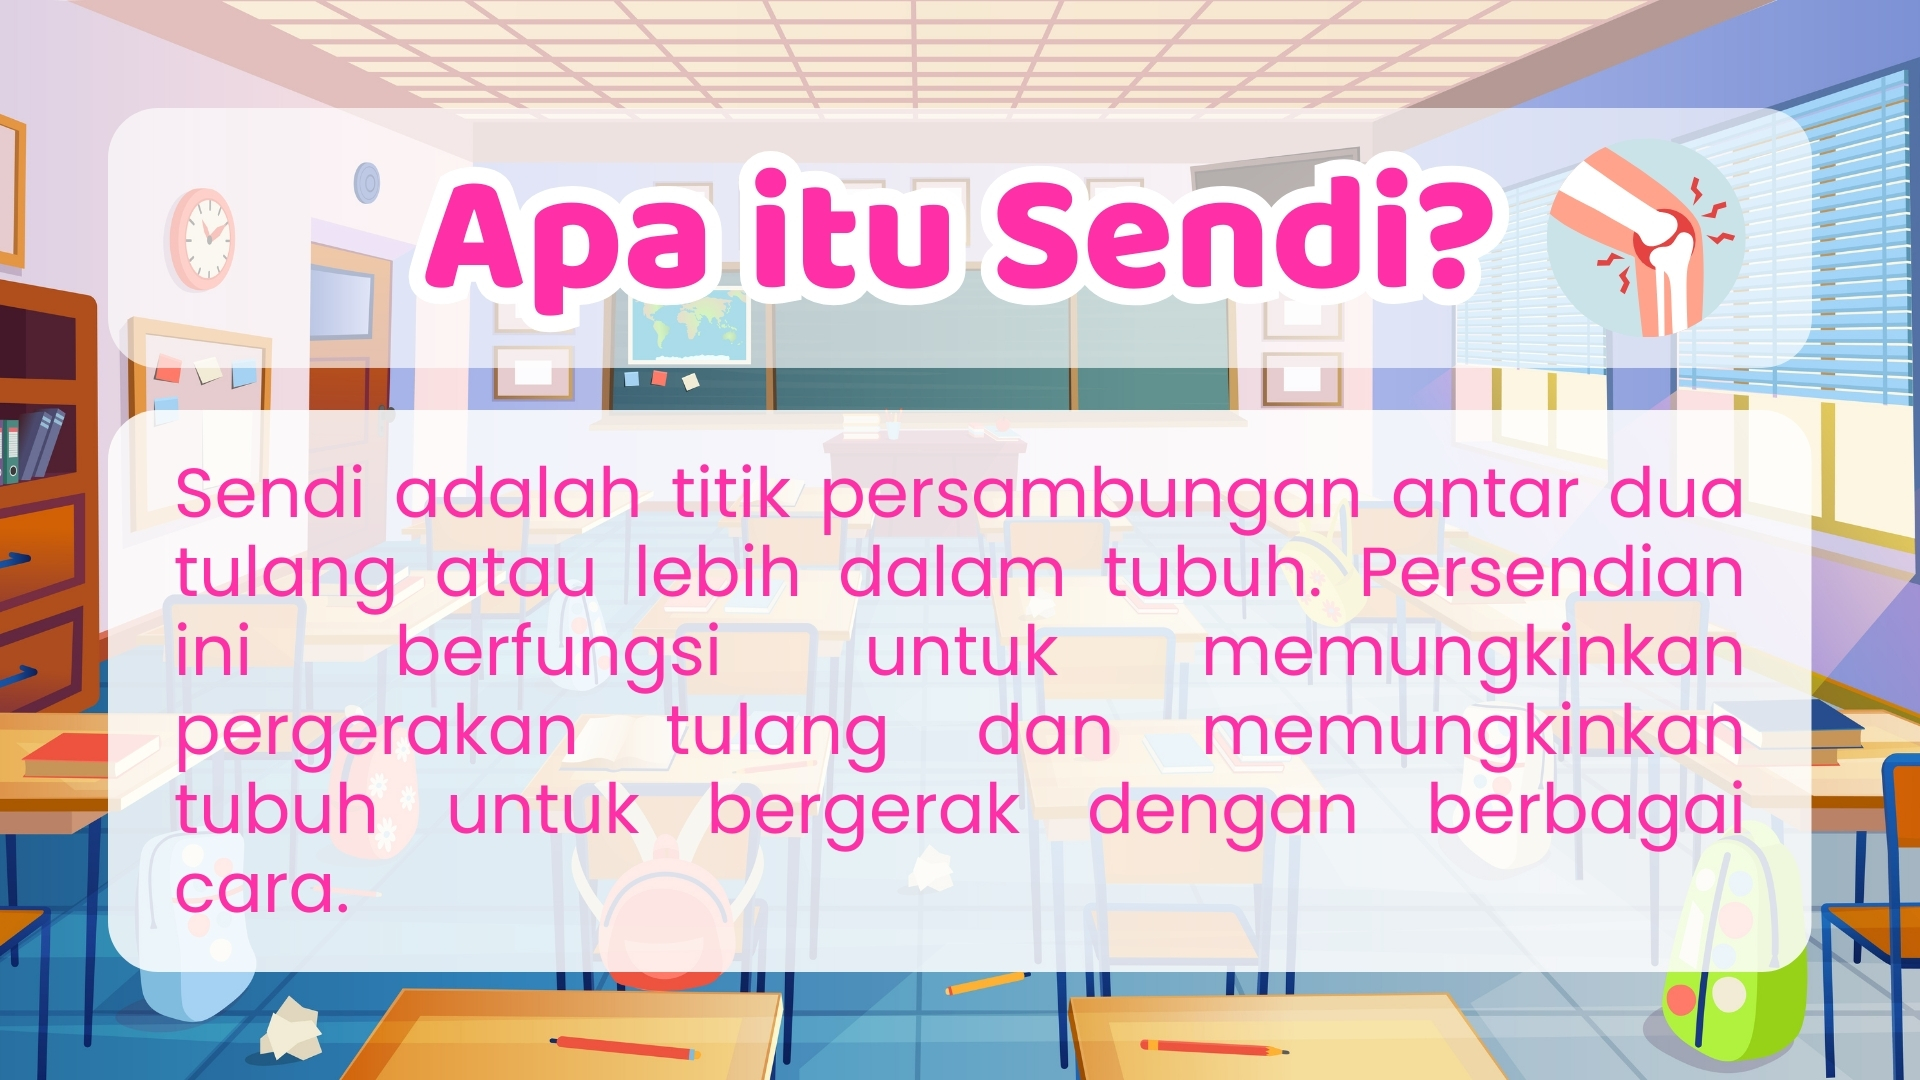 Apa itu Sendi?
Sendi adalah titik persambungan antar dua
tulang atau lebih dalam tubuh. Persendian
ini berfungsi untuk memungkinkan
pergerakan tulang dan memungkinkan
tubuh untuk bergerak dengan berbagai
cara.